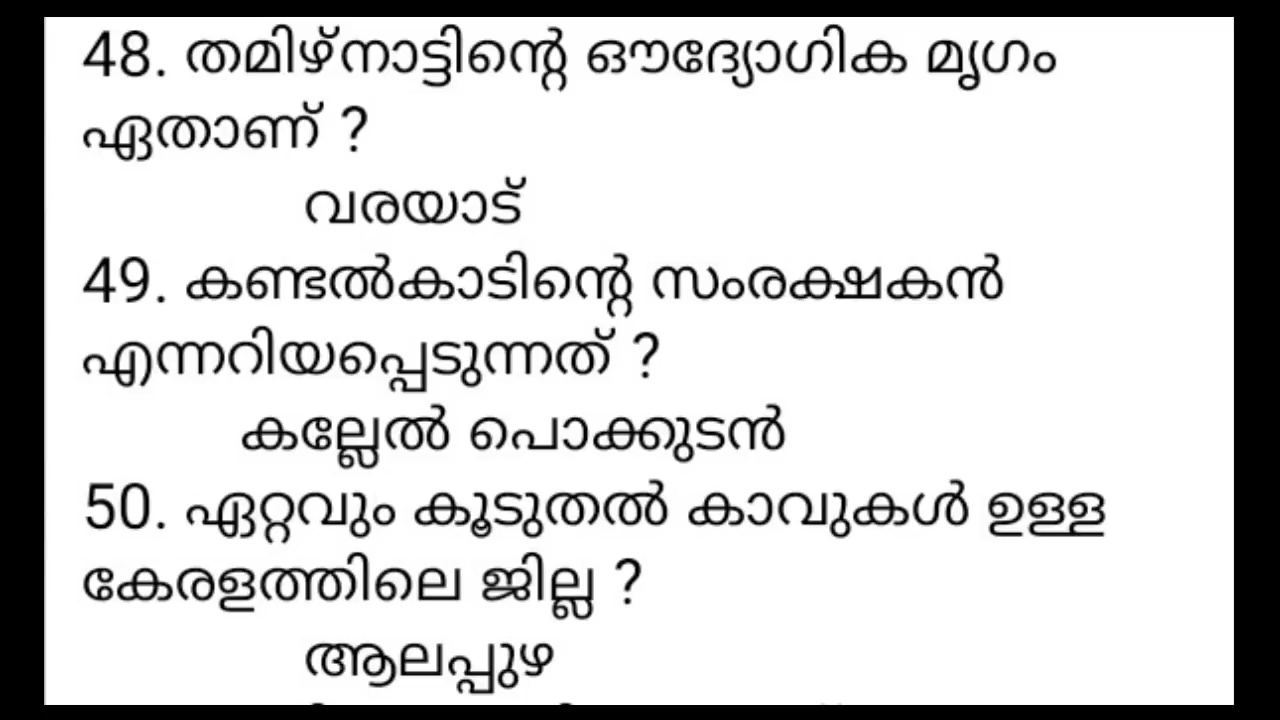 48. തമിഴ്നാട്ടിന്റെ ഔദ്യോഗിക മൃഗം
ഏതാണ് ?
വരയാട്
49. കണ്ടൽകാടിന്റെ സംരക്ഷകൻ
എന്നറിയപ്പെടുന്നത് ?
കല്ലേൽ പൊക്കുടൻ
50. ഏറ്റവും കൂടുതൽ കാവുകൾ ഉള്ള
കേരളത്തിലെ ജില്ല ?
ആലപ്പുഴ